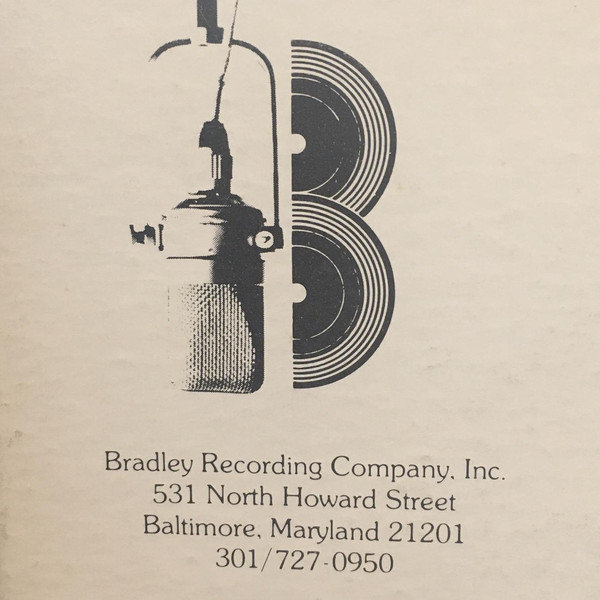 Bradley Recording Company, Inc.
531 North Howard Street
Baltimore, Maryland 21201
301/727-0950